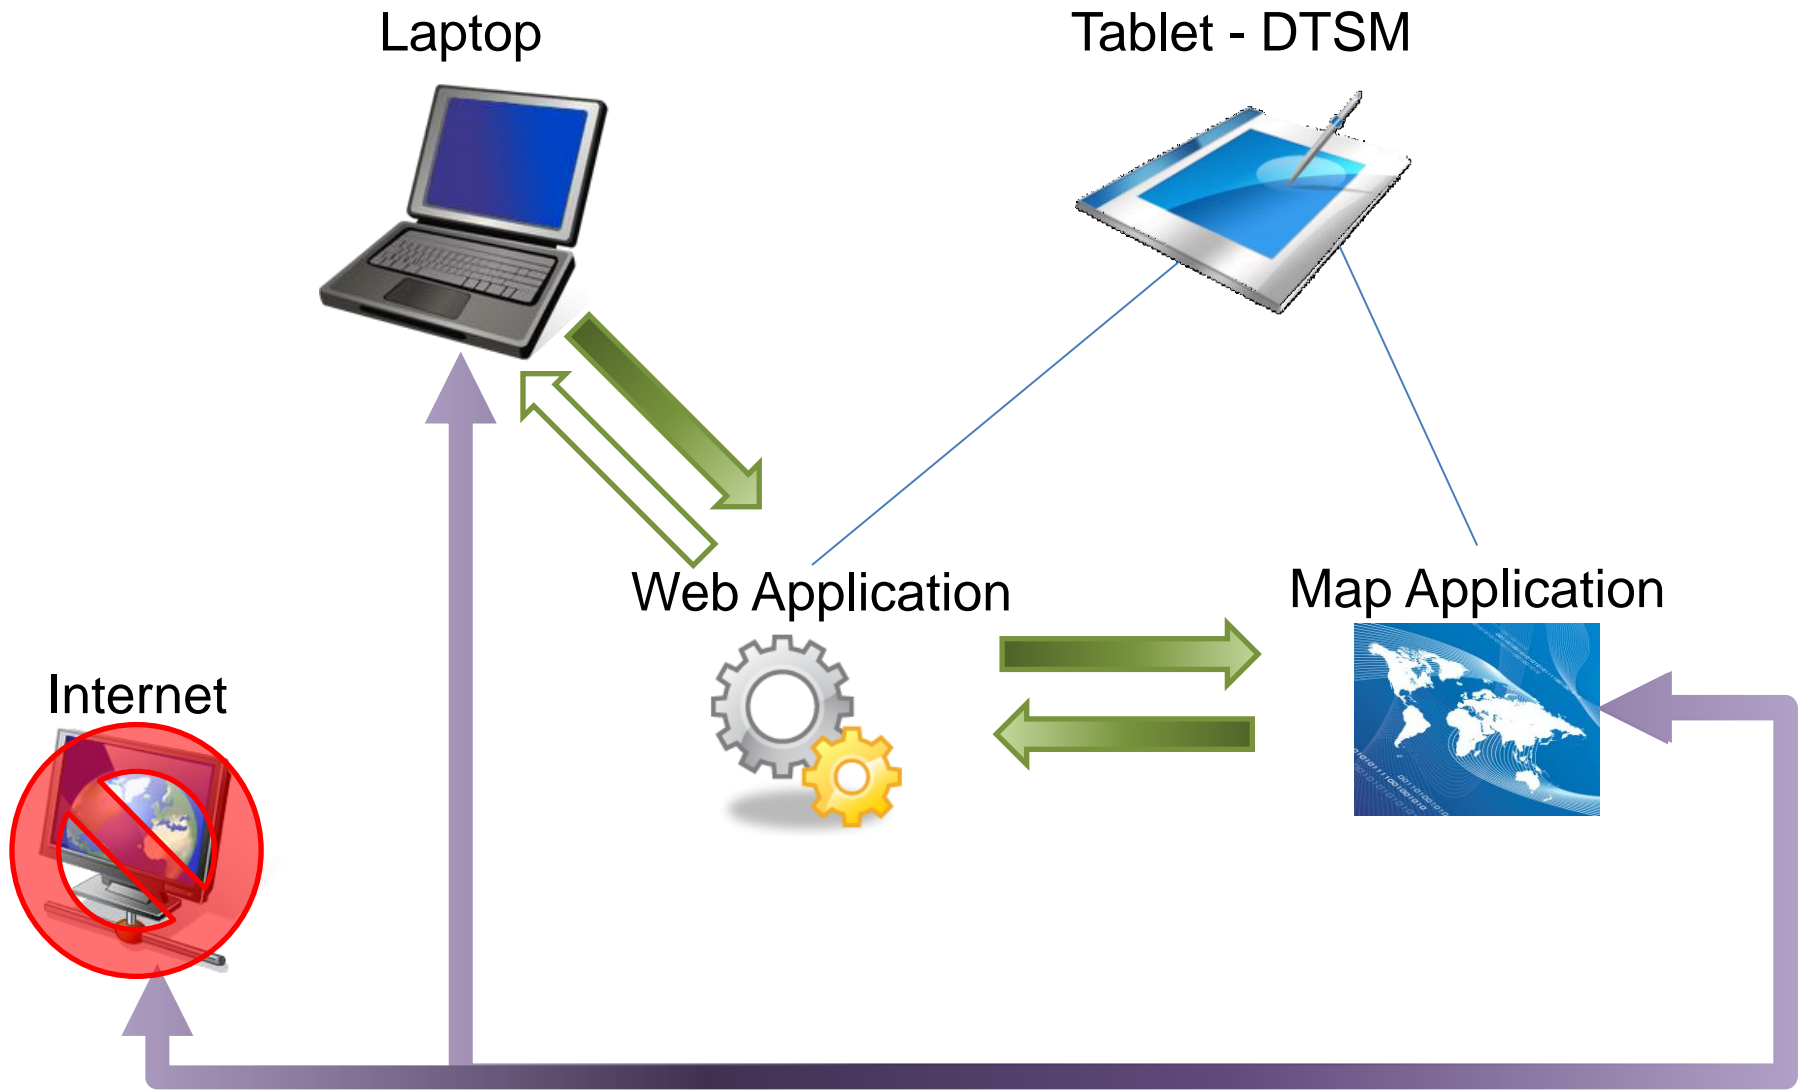 Laptop
Tablet - DTSM
Web Application
Map Application
Internet